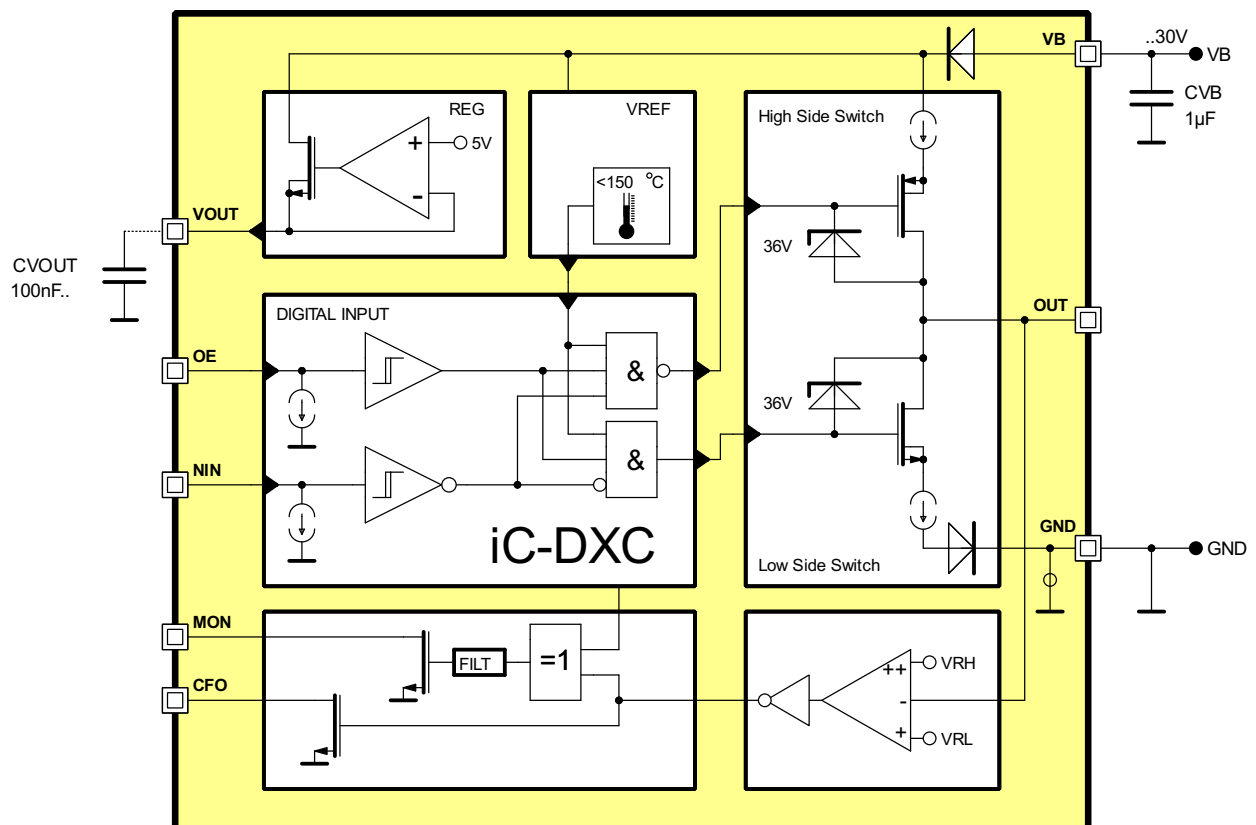 VB
..30V
VB
CVB
1µF
REG
5V
+
-
VREF
<150 °C
High Side Switch
36V
VOUT
CVOUT
100nF..
DIGITAL INPUT
OE
&
OUT
36V
NIN
&
iC-DXC
GND
GND
Low Side Switch
MON
FILT
=1
CFO
++
VRH
-
+
VRL